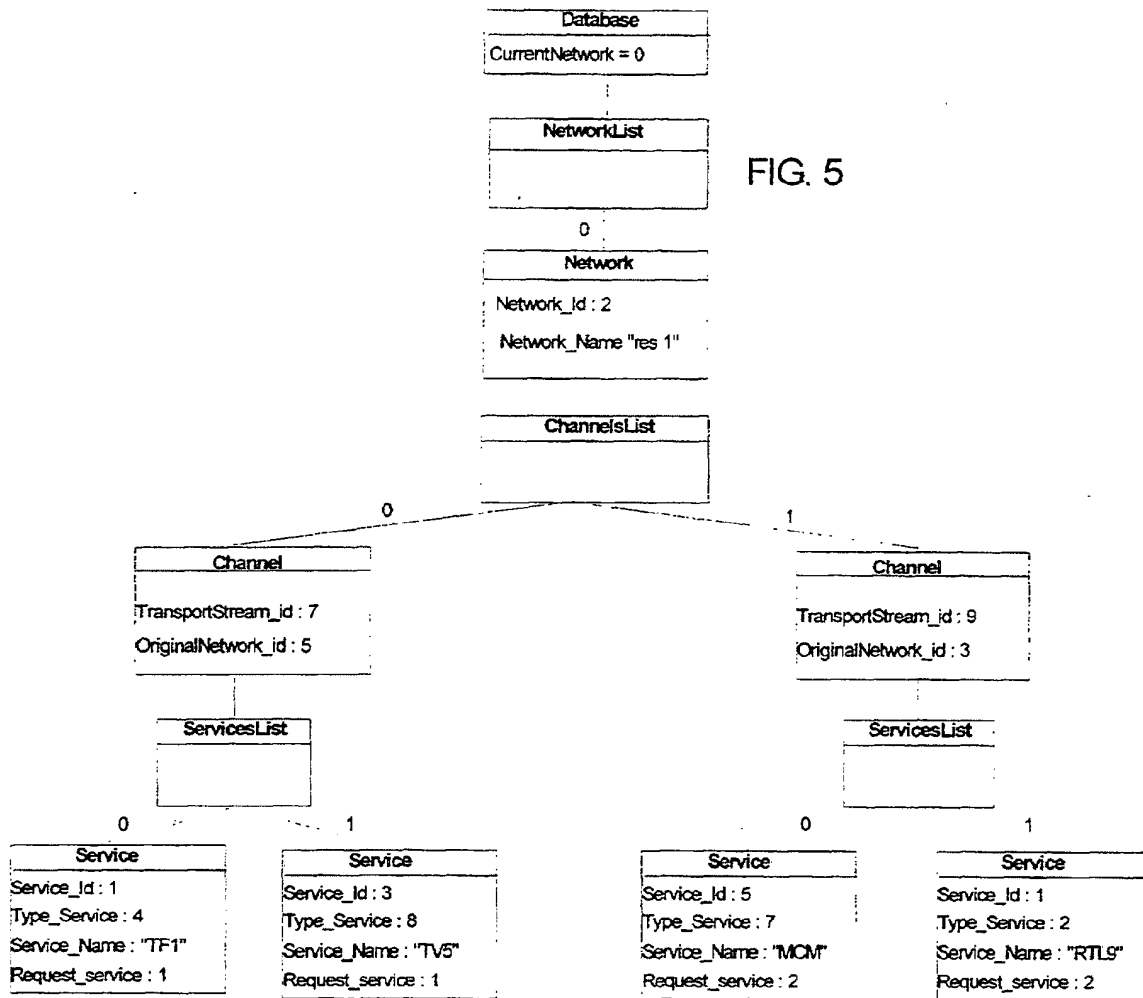 Database
CurrentNetwork = 0
NetworkList
FIG. 5
0
Network
Network_Id : 2
Network_Name "res 1"
ChannelsList
0
1
Channel
TransportStream_id : 7
OriginalNetwork_id : 5
Channel
TransportStream_id : 9
OriginalNetwork_id : 3
ServicesList
ServicesList
0
1
0
1
Service
Service_Id : 1
Type_Service : 4
Service_Name : "TF1"
Request_service : 1
Service
Service_Id : 3
Type_Service : 8
Service_Name : "TV5"
Request_service : 1
Service
Service_Id : 5
Type_Service : 7
Service_Name : "MCM"
Request_service : 2
Service
Service_Id : 1
Type_Service : 2
Service_Name : "RTL9"
Request_service : 2